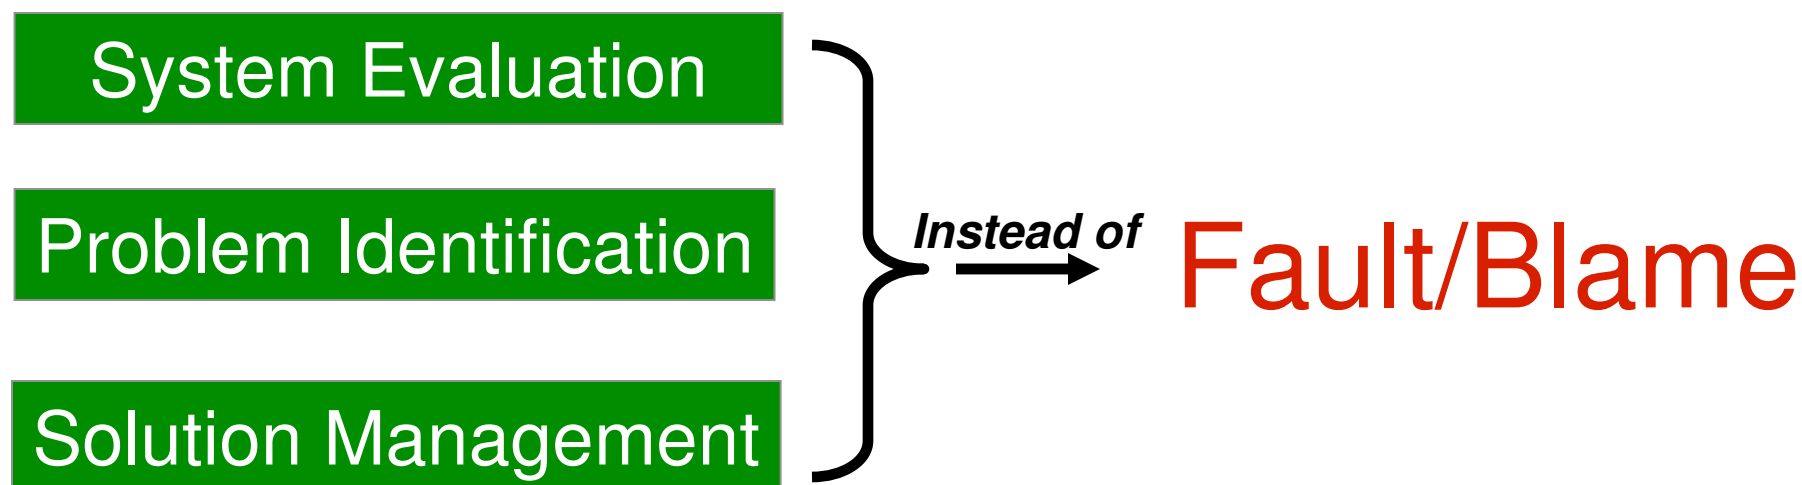 System Evaluation
Problem Identification
Instead of
Fault/Blame
Solution Management